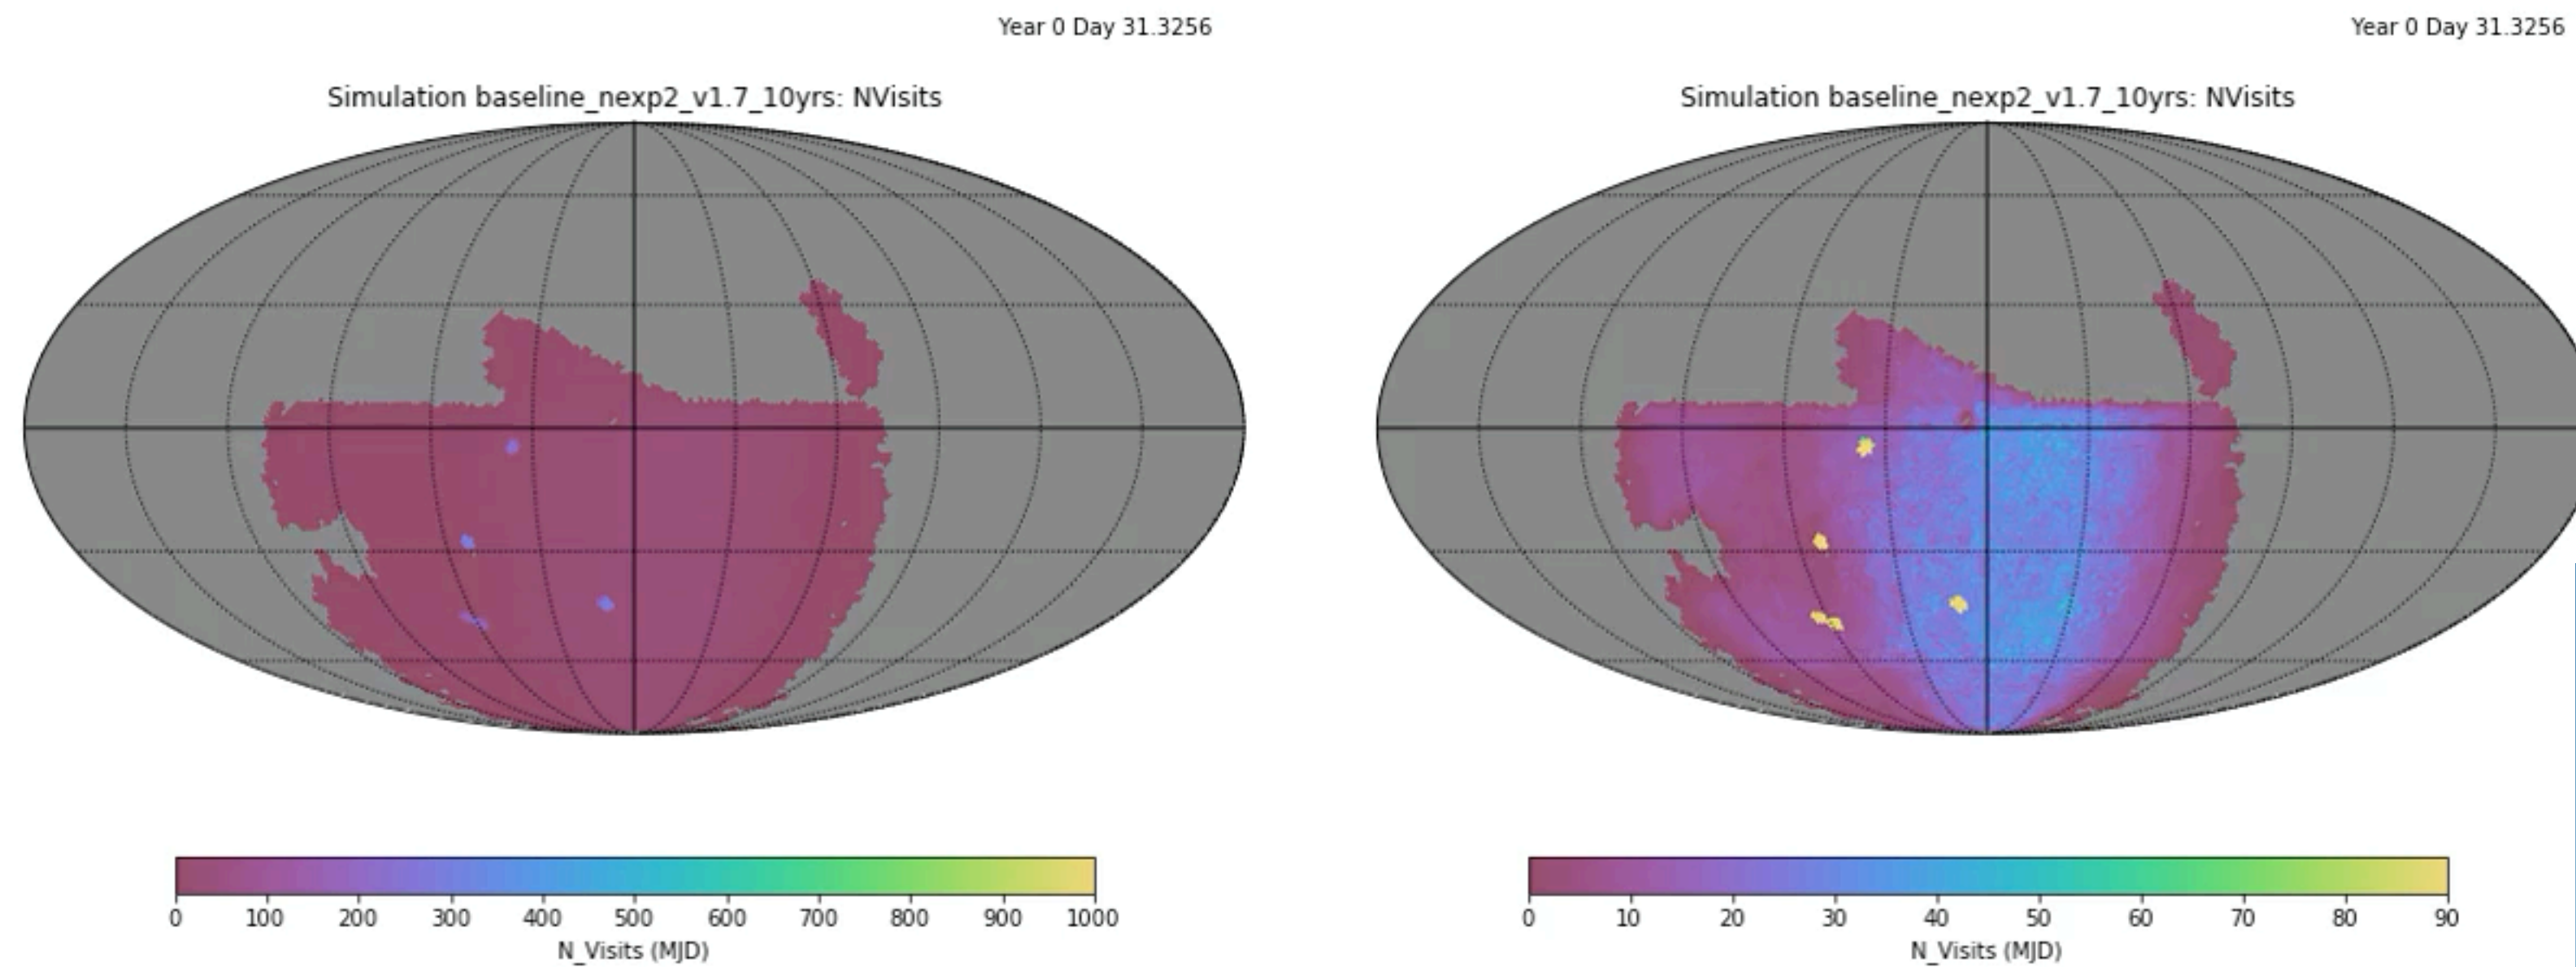 Year 0 Day 31.3256
Simulation baseline_nexp2_v1.7_10yrs: NVisits
0 100 200 300 400 500 600 700 800 900 1000
N_Visits (MJD)
Year 0 Day 31.3256
Simulation baseline_nexp2_v1.7_10yrs: NVisits
0 10 20 30 40 50 60 70 80 90
N_Visits (MJD)